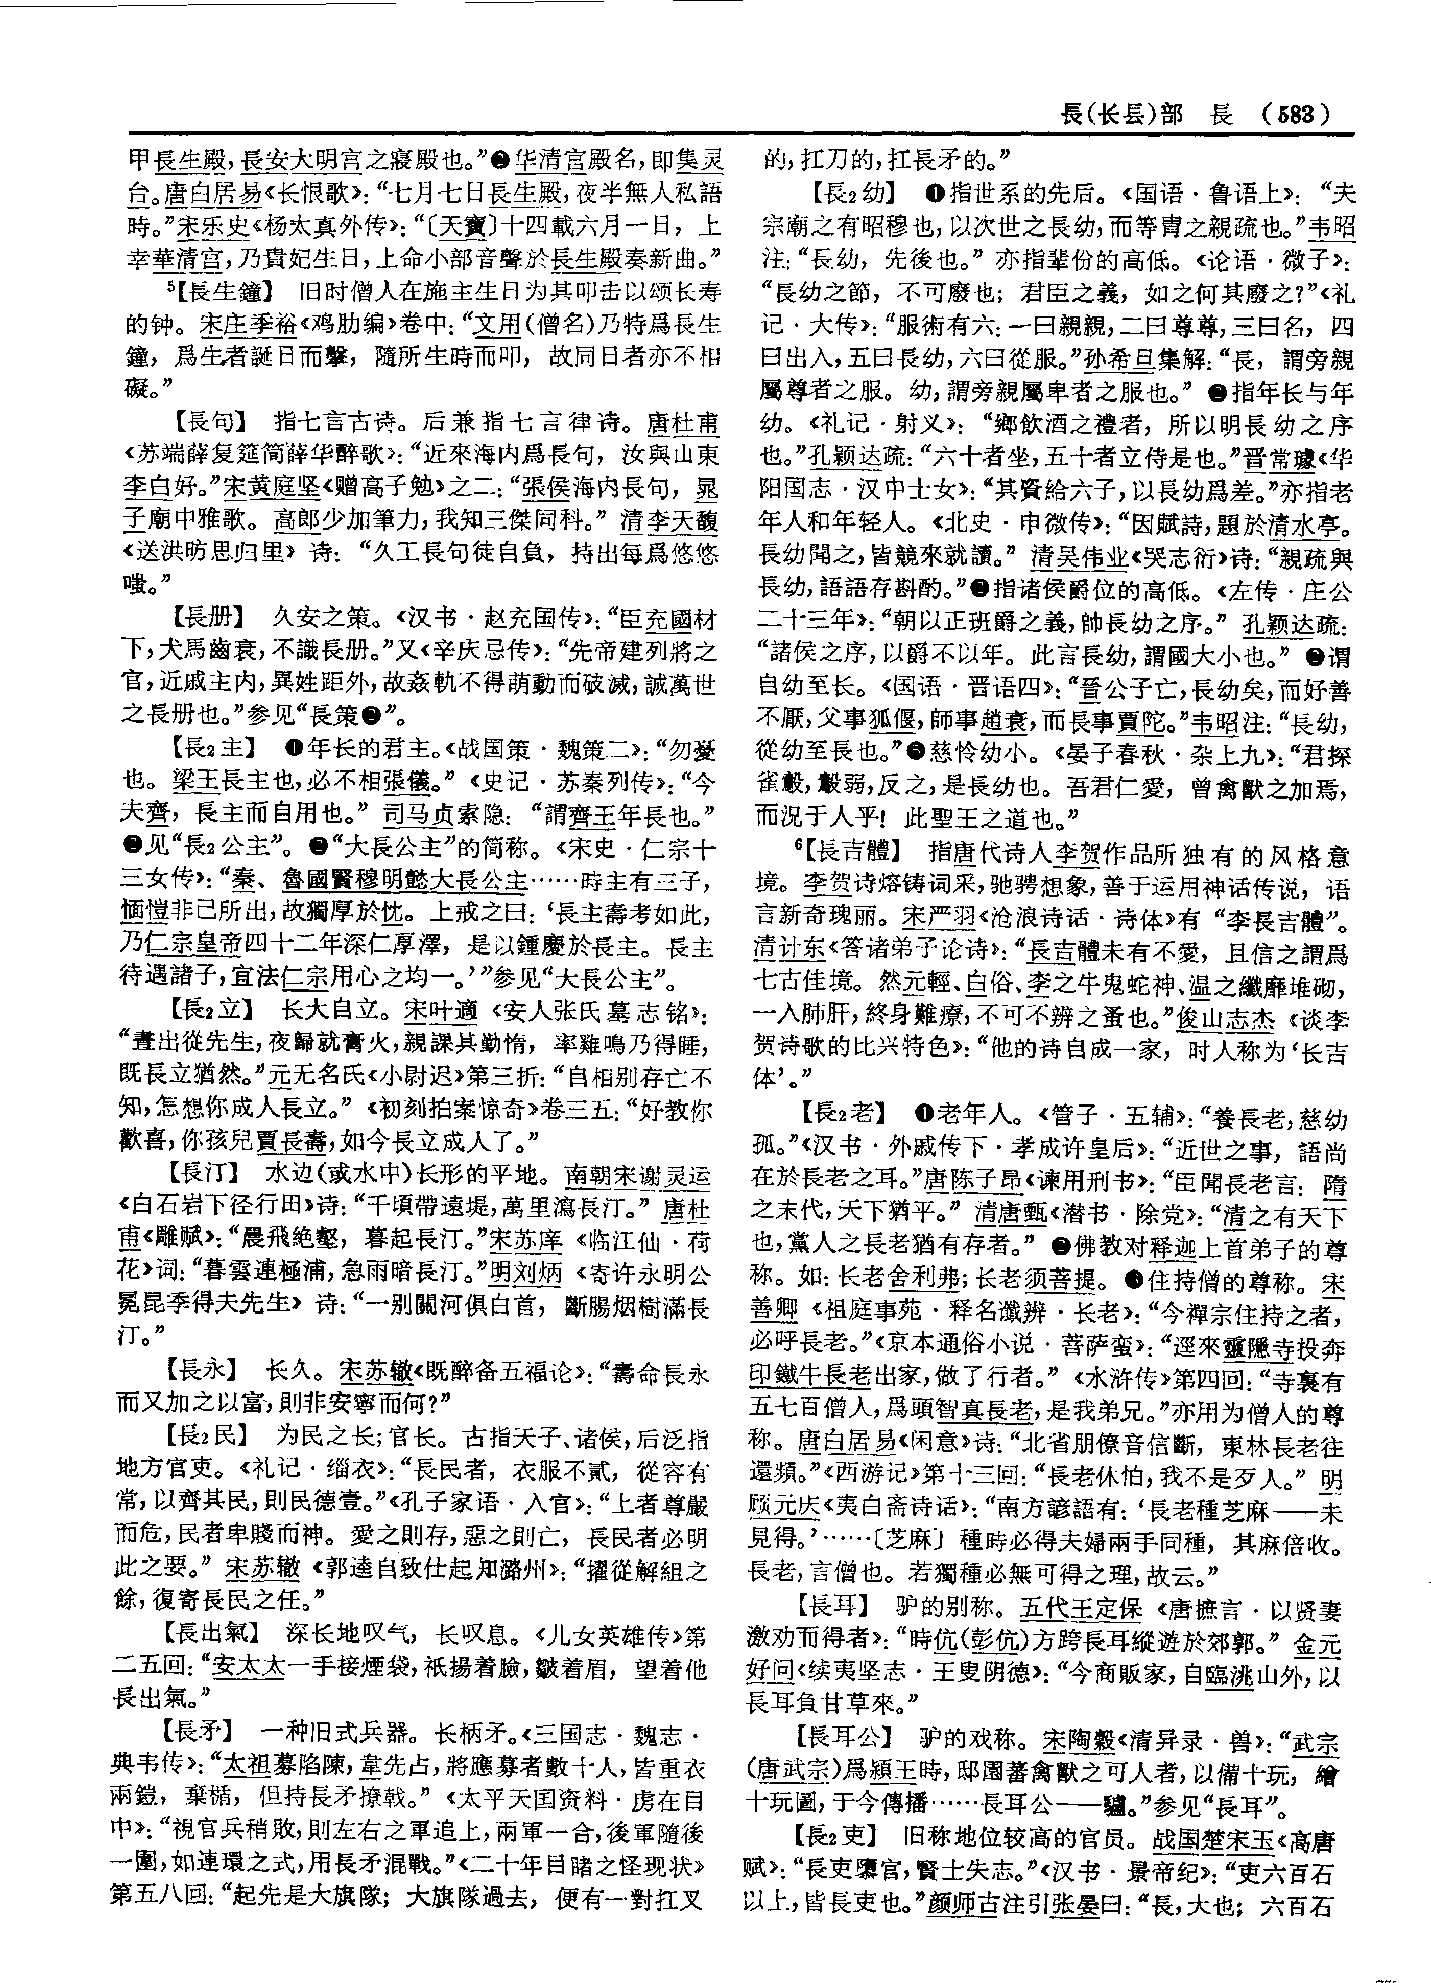 長(长镸)部　長　(583)
甲長生殿，長安大明宫之寢殿也。”❷华清宫殿名，即集灵
台。唐白居易《长恨歌》：“七月七日長生殿，夜半無人私語
時。”宋乐史《杨太真外传》：“〔天寶〕十四載六月一日，上
幸華清宫，乃貴妃生日，上命小部音聲於長生殿奏新曲。”
5【長生鐘】　旧时僧人在施主生日为其叩击以颂长寿
的钟。宋庄季裕《鸡肋编》卷中：“文用(僧名)乃特爲長生
鐘，爲生者誕日而擊，隨所生時而叩，故同日者亦不相
礙。”
【長句】　指七言古诗。后兼指七言律诗。唐杜甫
《苏端薛复筵简薛华醉歌》：“近來海内爲長句，汝與山東
李白好。”宋黄庭坚《赠高子勉》之二：“張侯海内長句，晁
子廟中雅歌。高郎少加筆力，我知三傑同科。”清李天馥
《送洪昉思归里》诗：“久工長句徒自負，持出每爲悠悠
嗤。”
【長册】　久安之策。《汉书·赵充国传》：“臣充國材
下，犬馬齒衰，不識長册。”又《辛庆忌传》：“先帝建列將之
官，近戚主内，異姓距外，故姦軌不得萌動而破滅，誠萬世
之長册也。”参见“長策❷”。
【長2主】　❶年长的君主。《战国策·魏策二》：“勿憂
也。梁王長主也，必不相張儀。”《史记·苏秦列传》：“今
夫齊，長主而自用也。”司马贞索隐：“謂齊王年長也。”
❷见“長2公主”。❸“大長公主”的简称。《宋史·仁宗十
三女传》：“秦、魯國賢穆明懿大長公主……時主有三子，
惟愷非己所出，故獨厚於忱。上戒之曰：‘長主壽考如此，
乃仁宗皇帝四十二年深仁厚澤，是以鍾慶於長主。長主
待遇諸子，宜法仁宗用心之均一。’”参见“大長公主”。
【長2立】　长大自立。宋叶適《安人张氏墓志铭》：
“晝出從先生，夜歸就膏火，親課其勤惰，率雞鳴乃得睡，
既長立猶然。”元无名氏《小尉迟》第三折：“自相别存亡不
知，怎想你成人長立。”《初刻拍案惊奇》卷三五：“好教你
歡喜，你孩兒賈長壽，如今長立成人了。”
【長汀】　水边(或水中)长形的平地。南朝宋谢灵运
《白石岩下径行田》诗：“千頃帶遠堤，萬里瀉長汀。”唐杜
甫《雕赋》：“晨飛絶壑，暮起長汀。”宋苏庠《临江仙·荷
花》词：“暮雲連極浦，急雨暗長汀。”明刘炳《寄许永明公
冕昆季得夫先生》诗：“一别關河俱白首，斷腸烟樹滿長
汀。”
【長永】　长久。宋苏辙《既醉备五福论》：“壽命長永
而又加之以富，則非安寧而何？”
【長2民】　为民之长；官长。古指天子、诸侯，后泛指
地方官吏。《礼记·缁衣》：“長民者，衣服不貳，從容有
常，以齊其民，則民德壹。”《孔子家语·入官》：“上者尊嚴
而危，民者卑賤而神。愛之則存，惡之則亡，長民者必明
此之要。”宋苏辙《郭逵自致仕起知潞州》：“擢從解組之
餘，復寄長民之任。”
【長出氣】　深长地叹气，长叹息。《儿女英雄传》第
二五回：“安太太一手接煙袋，祇揚着臉，皺着眉，望着他
長出氣。”
【長矛】　一种旧式兵器。长柄矛。《三国志·魏志·
典韦传》：“太祖募陷陳，韋先占，將應募者數十人，皆重衣
兩鎧，棄楯，但持長矛撩戟。”《太平天国资料·虏在目
中》：“視官兵稍敗，則左右之軍追上，兩軍一合，後軍隨後
一圍，如連環之式，用長矛混戰。”《二十年目睹之怪现状》
第五八回：“起先是大旗隊；大旗隊過去，便有一對扛叉
的，扛刀的，扛長矛的。”
【長2幼】　❶指世系的先后。《国语·鲁语上》：“夫
宗廟之有昭穆也，以次世之長幼，而等胄之親疏也。”韦昭
注：“長幼，先後也。”亦指辈份的高低。《论语·微子》：
“長幼之節，不可廢也；君臣之義，如之何其廢之？”《礼
记·大传》：“服術有六：一曰親親，二曰尊尊，三曰名，四
曰出入，五曰長幼，六曰從服。”孙希旦集解：“長，謂旁親
屬尊者之服。幼，謂旁親屬卑者之服也。”❷指年长与年
幼。《礼记·射义》：“鄉飲酒之禮者，所以明長幼之序
也。”孔颖达疏：“六十者坐，五十者立侍是也。”晋常璩《华
阳国志·汉中士女》：“其資給六子，以長幼爲差。”亦指老
年人和年轻人。《北史·申微传》：“因賦詩，題於清水亭。
長幼聞之，皆競來就讀。”清吴伟业《哭志衍》诗：“親疏與
長幼，語語存斟酌。”❸指诸侯爵位的高低。《左传·庄公
二十三年》：“朝以正班爵之義，帥長幼之序。”孔颖达疏：
“諸侯之序，以爵不以年。此言長幼，謂國大小也。”❹谓
自幼至长。《国语·晋语四》：“晉公子亡，長幼矣，而好善
不厭，父事狐偃，師事趙衰，而長事賈陀。”韦昭注：“長幼，
從幼至長也。”❺慈怜幼小。《晏子春秋·杂上九》：“君探
雀鷇，鷇弱，反之，是長幼也。吾君仁愛，曾禽獸之加焉，
而況于人乎！此聖王之道也。”
6【長吉體】　指唐代诗人李贺作品所独有的风格意
境。李贺诗熔铸词采，驰骋想象，善于运用神话传说，语
言新奇瑰丽。宋严羽《沧浪诗话·诗体》有“李長吉體”。
清计东《答诸弟子论诗》：“長吉體未有不愛，且信之謂爲
七古佳境。然元輕、白俗、李之牛鬼蛇神、温之纖靡堆砌，
一入肺肝，終身難療，不可不辨之蚤也。”俊山志杰《谈李
贺诗歌的比兴特色》：“他的诗自成一家，时人称为‘长吉
体’。”
【長2老】　❶老年人。《管子·五辅》：“養長老，慈幼
孤。”《汉书·外戚传下·孝成许皇后》：“近世之事，語尚
在於長老之耳。”唐陈子昂《谏用刑书》：“臣聞長老言：隋
之末代，天下猶平。”清唐甄《潜书·除党》：“清之有天下
也，黨人之長老猶有存者。”❷佛教对释迦上首弟子的尊
称。如：长老舍利弗；长老须菩提。❸住持僧的尊称。宋
善卿《祖庭事苑·释名谶辨·长老》：“今禪宗住持之者，
必呼長老。”《京本通俗小说·菩萨蛮》：“逕來靈隱寺投奔
印鐵牛長老出家，做了行者。”《水浒传》第四回：“寺裏有
五七百僧人，爲頭智真長老，是我弟兄。”亦用为僧人的尊
称。唐白居易《闲意》诗：“北省朋僚音信斷，東林長老往
還頻。”《西游记》第十三回：“長老休怕，我不是歹人。”明
顾元庆《夷白斋诗话》：“南方諺語有：‘長老種芝麻——未
見得。’……〔芝麻〕種時必得夫婦兩手同種，其麻倍收。
長老，言僧也。若獨種必無可得之理，故云。”
【長耳】　驴的别称。五代王定保《唐摭言·以贤妻
激劝而得者》：“時伉(彭伉)方跨長耳縱遊於郊郭。”金元
好问《续夷坚志·王叟阴德》：“今商販家，自臨洮山外，以
長耳負甘草來。”
【長耳公】　驴的戏称。宋陶穀《清异录·兽》：“武宗
(唐武宗)爲潁王時，邸園蓄禽獸之可人者，以備十玩，繪
十玩圖，于今傳播……長耳公——驢。”参见“長耳”。
【長2吏】　旧称地位较高的官员。战国楚宋玉《高唐
赋》：“長吏隳官，賢士失志。”《汉书·景帝纪》：“吏六百石
以上，皆長吏也。”颜师古注引张晏曰：“長，大也；六百石